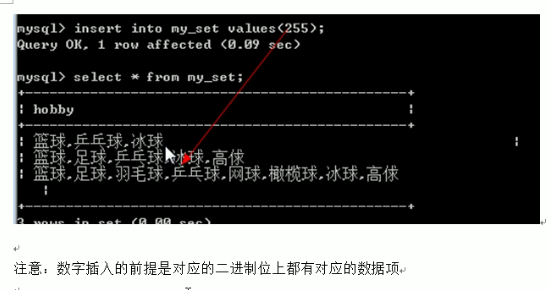 mysql> insert into my_set values(255);
Query OK, 1 row affected (0.09 sec)
mysql> select * from my_set;
+------------------------------------------------+
| hobby                                          |
+------------------------------------------------+
| 篮球,乒乓球,冰球 |
| 篮球,足球,乒乓球,冰球,高俅
| 篮球,足球,羽毛球,乒乓球,网球,橄榄球,冰球,高俅
|
+------------------------------------------------+
3 rows in set (0.00 sec)
注意：数字插入的前提是对应的二进制位上都有对应的数据项